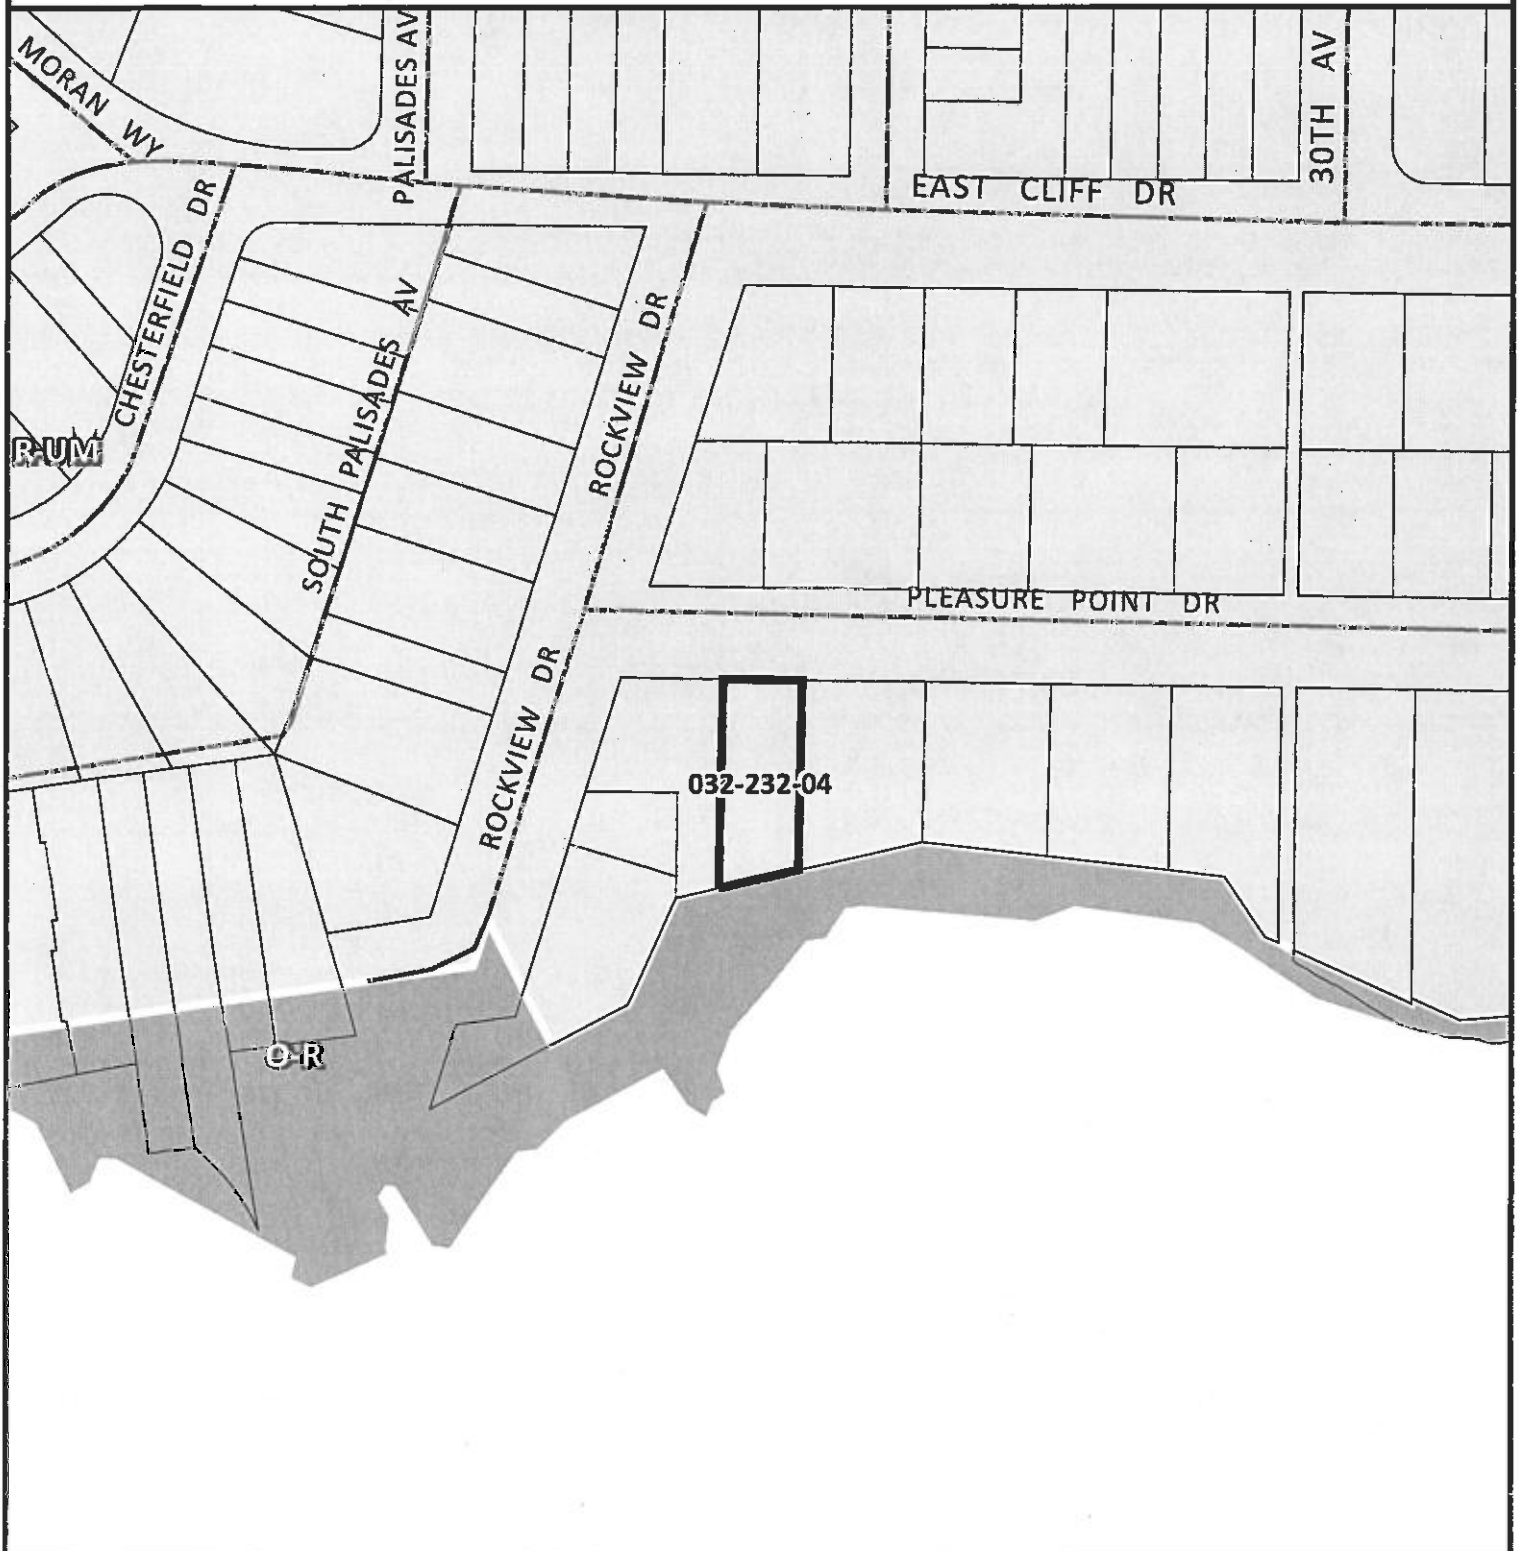 MORAN WY
PALISADES AV
30TH AV
EAST CLIFF DR
CHESTERFIELD DR
SOUTH PALISADES AV
ROCKVIEW DR
R-UM
PLEASURE POINT DR
ROCKVIEW DR
032-232-04
O-R